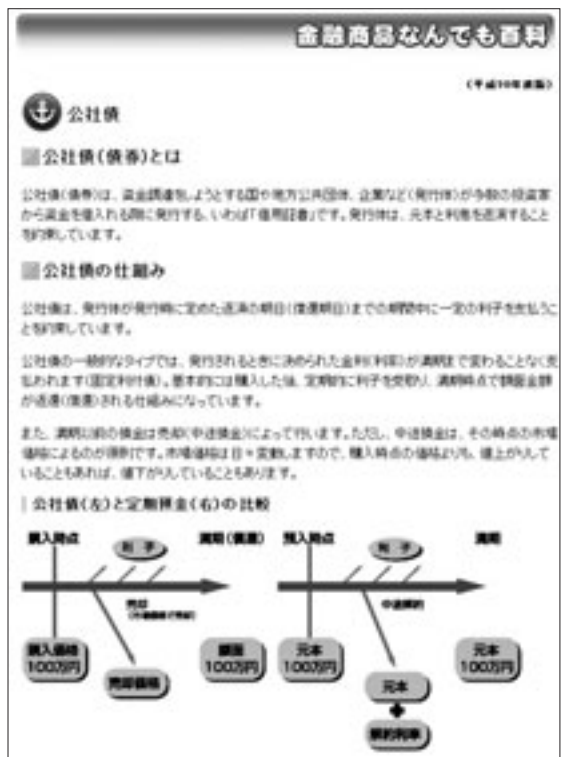 金融商品なんでも百科
(平成19年度版)
公社債
公社債(債券)とは
公社債(債券)は、資金調達をしようとする国や地方公共団体、企業など(発行体)が多数の投資家
から資金を借入れる際に発行する、いわば「借用証書」です。発行体は、元本と利息を返済すること
を約束しています。
公社債の仕組み
公社債は、発行体が発行時に定めた返済の期日(償還期日)までの期間中に一定の利子を支払うこ
とを約束しています。
公社債の一般的なタイプでは、発行されるときに決められた金利(利率)が満期まで変わることなく支
払われます(固定利付債)。基本的には購入した後、定期的に利子を受取り、満期時点で額面金額
が返還(償還)される仕組みになっています。
また、満期以前の換金は売却(中途換金)によって行います。ただし、中途換金は、その時点の市場
価格によるのが原則です。市場価格は日々変動しますので、購入時点の価格よりも、値上がりして
いることもあれば、値下がりしていることもあります。
公社債(左)と定期預金(右)の比較
購入時点 利子 満期(償還) 預入時点 利子 満期
売却 中途解約
(市場価格で売却)
購入価格 額面 元本 元本
100万円 100万円 100万円 100万円
売却価格 元本
解約利率